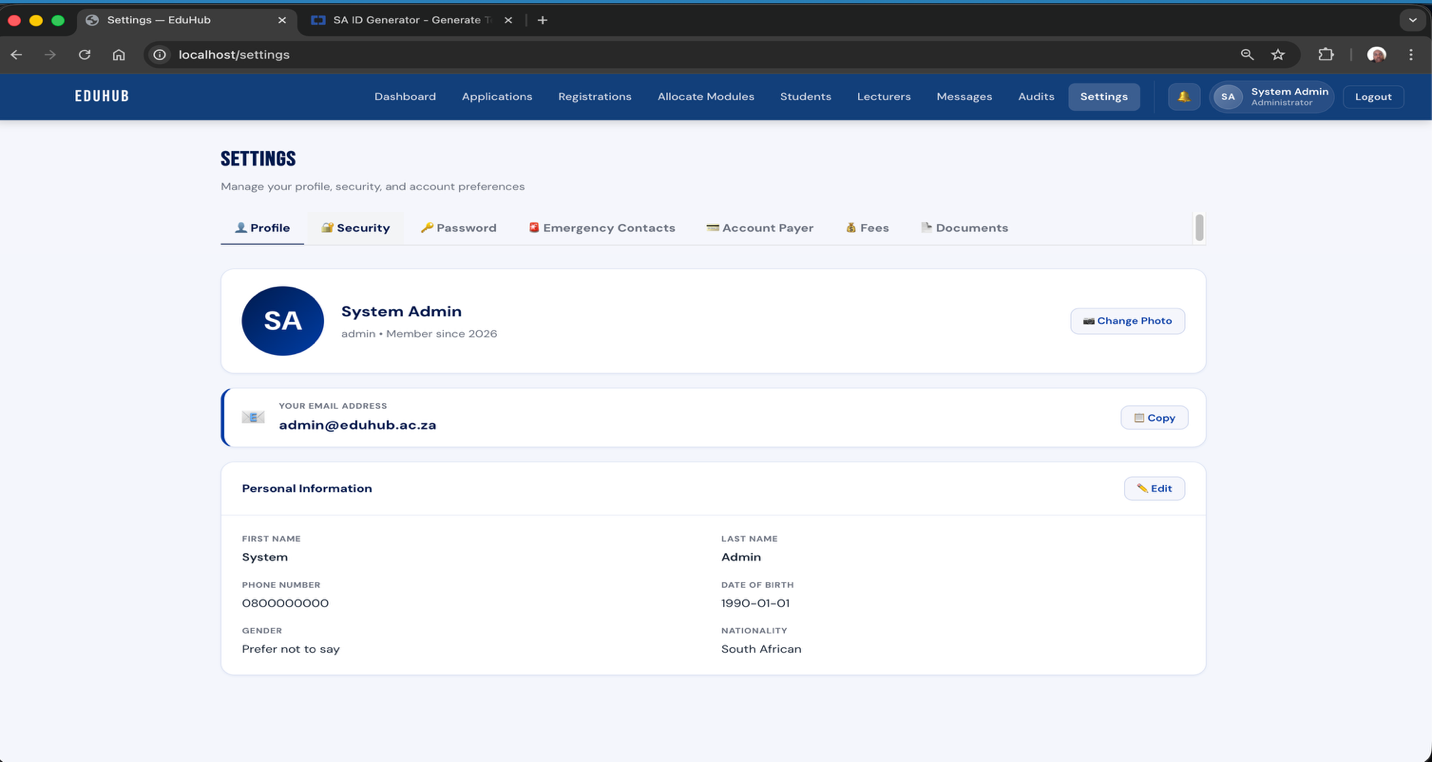 Settings — EduHub
SA ID Generator - Generate T
localhost/settings
EDUHUB
Dashboard Applications Registrations Allocate Modules Students Lecturers Messages Audits Settings
SA
System Admin
Administrator
Logout
SETTINGS
Manage your profile, security, and account preferences
Profile Security Password Emergency Contacts Account Payer Fees Documents
SA
System Admin
admin • Member since 2026
Change Photo
YOUR EMAIL ADDRESS
admin@eduhub.ac.za
Copy
Personal Information
Edit
FIRST NAME
System
LAST NAME
Admin
PHONE NUMBER
0800000000
DATE OF BIRTH
1990-01-01
GENDER
Prefer not to say
NATIONALITY
South African